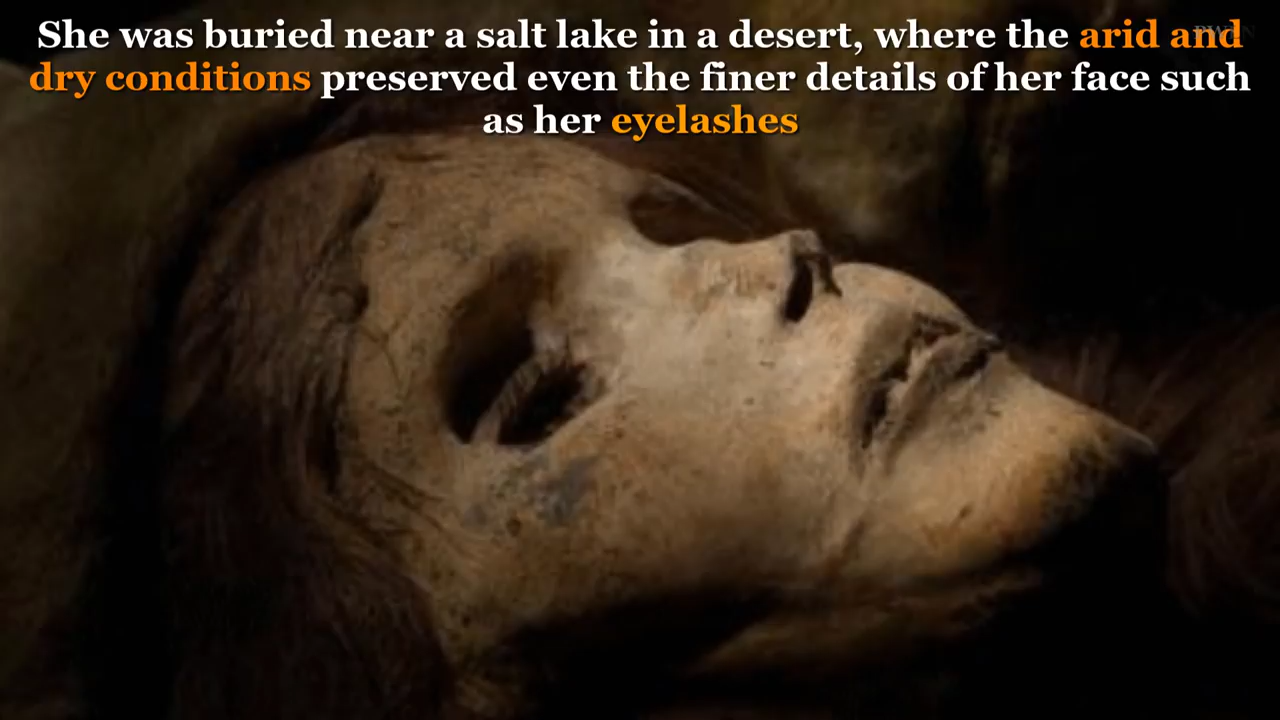 She was buried near a salt lake in a desert, where the arid and
dry conditions preserved even the finer details of her face such
as her eyelashes